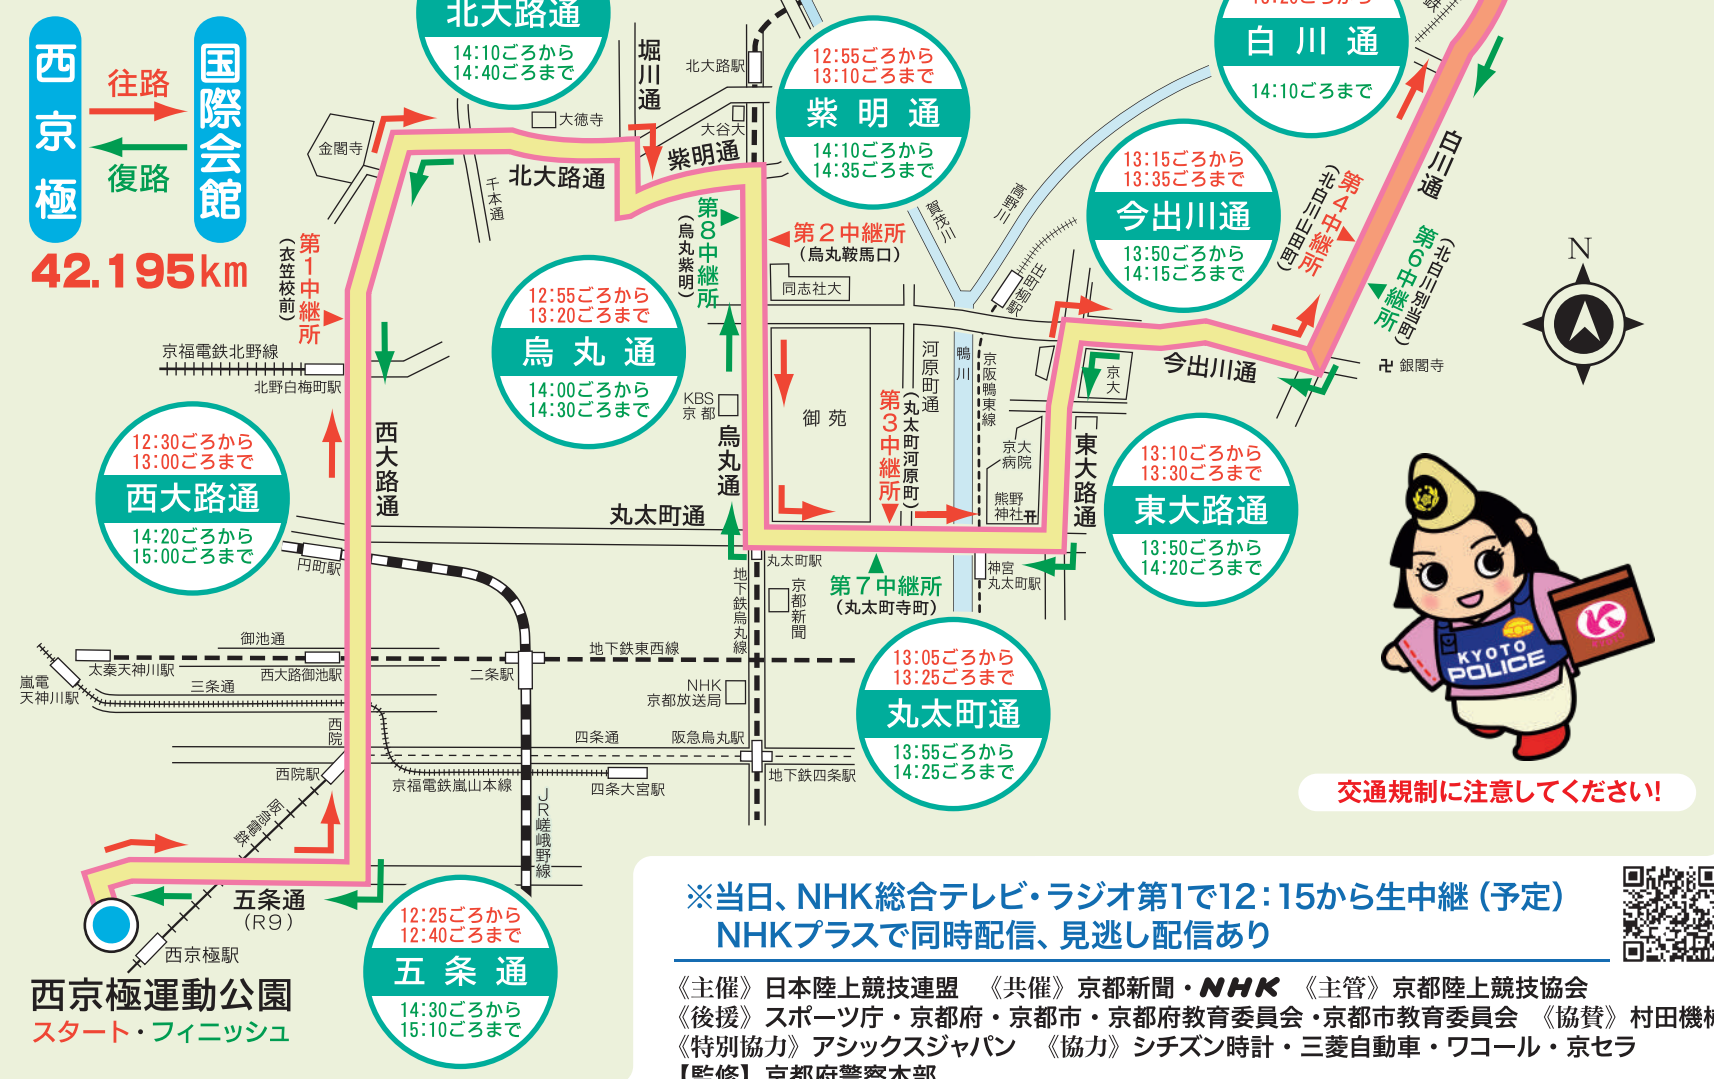 西京極
往路
復路
国際会館
42.195km
北大路通
14:10ごろから
14:40ごろまで
堀川通
北大路駅
大徳寺
大谷大
金閣寺
千本通
北大路通
紫明通
12:55ごろから
13:10ごろまで
紫明通
14:10ごろから
14:35ごろまで
白川通
14:10ごろまで
13:15ごろから
13:35ごろまで
今出川通
13:50ごろから
14:15ごろまで
第4中継所
(北白川山田町)
白川通
第6中継所
(北白川別当町)
N
高野川
賀茂川
出町柳駅
第1中継所
(衣笠校前)
第8中継所
(烏丸紫明)
第2中継所
(烏丸鞍馬口)
同志社大
12:55ごろから
13:20ごろまで
烏丸通
14:00ごろから
14:30ごろまで
京福電鉄北野線
北野白梅町駅
KBS
京都
御苑
河原町通
鴨川
京阪鴨東線
京大
今出川通
卍 銀閣寺
第3中継所
(丸太町河原町)
京大
病院
熊野
神社
東大路通
12:30ごろから
13:00ごろまで
西大路通
14:20ごろから
15:00ごろまで
西大路通
烏丸通
丸太町通
13:10ごろから
13:30ごろまで
東大路通
13:50ごろから
14:20ごろまで
円町駅
丸太町駅
地下鉄烏丸線
京都新聞
第7中継所
(丸太町寺町)
神宮
丸太町駅
御池通
太秦天神川駅
西大路御池駅
二条駅
地下鉄東西線
嵐電
天神川駅
三条通
西院
NHK
京都放送局
13:05ごろから
13:25ごろまで
丸太町通
13:55ごろから
14:25ごろまで
KYOTO
POLICE
四条通
阪急烏丸駅
西院駅
京福電鉄嵐山本線
四条大宮駅
地下鉄四条駅
阪急電鉄
JR嵯峨野線
交通規制に注意してください!
五条通
(R9)
西京極駅
12:25ごろから
12:40ごろまで
五条通
14:30ごろから
15:10ごろまで
西京極運動公園
スタート・フィニッシュ
※当日、NHK総合テレビ・ラジオ第1で12:15から生中継(予定)
NHKプラスで同時配信、見逃し配信あり
《主催》日本陸上競技連盟 《共催》京都新聞・NHK 《主管》京都陸上競技協会
《後援》スポーツ庁・京都府・京都市・京都府教育委員会・京都市教育委員会 《協賛》村田機械
《特別協力》アシックスジャパン 《協力》シチズン時計・三菱自動車・ワコール・京セラ
【監修】京都府警察本部